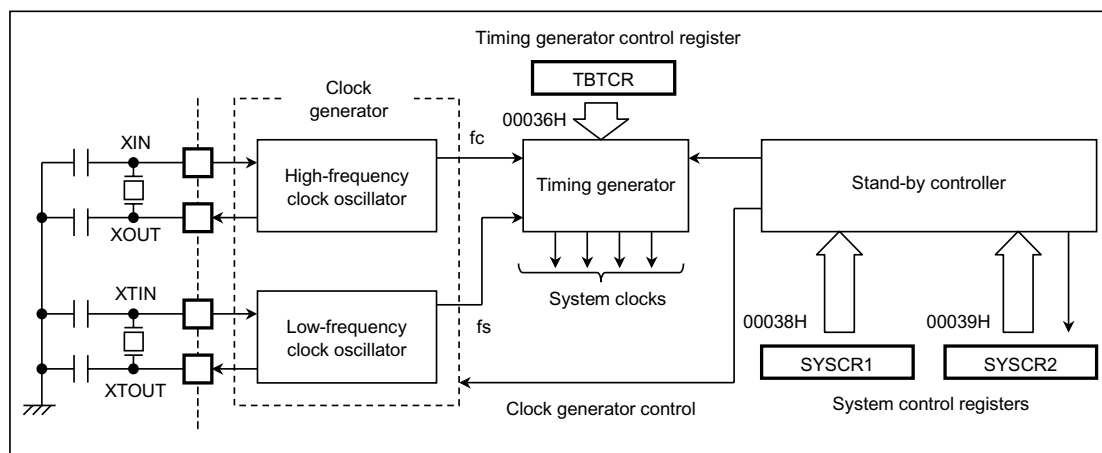 Timing generator control register
TBTCR
Clock
generator
00036H
XIN
fc
High-frequency
clock oscillator
Timing generator
Stand-by controller
XOUT
System clocks
XTIN
fs
00038H
00039H
Low-frequency
clock oscillator
SYSCR1
SYSCR2
XTOUT
Clock generator control
System control registers